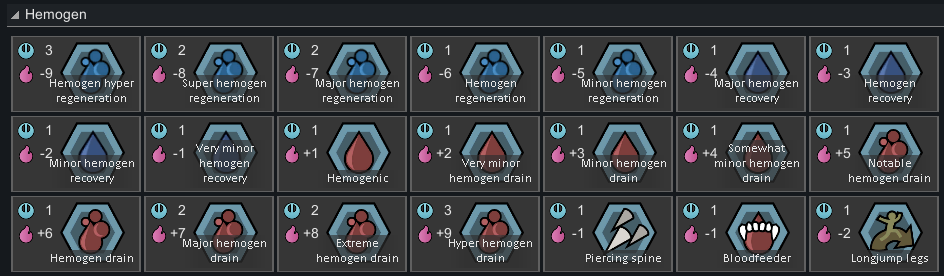 Hemogen
3
-9
Hemogen hyper
regeneration
2
-8
Super hemogen
regeneration
2
-7
Major hemogen
regeneration
1
-6
Hemogen
regeneration
1
-5
Minor hemogen
regeneration
1
-4
Major hemogen
recovery
1
-3
Hemogen
recovery
1
-2
Minor hemogen
recovery
1
-1
Very minor
hemogen
recovery
1
+1
Hemogenic
1
+2
Very minor
hemogen drain
1
+3
Minor hemogen
drain
1
+4
Somewhat
minor hemogen
drain
1
+5
Notable
hemogen drain
1
+6
Hemogen drain
2
+7
Major hemogen
drain
2
+8
Extreme
hemogen drain
3
+9
Hyper hemogen
drain
1
-1
Piercing spine
1
-1
Bloodfeeder
1
-2
Longjump legs